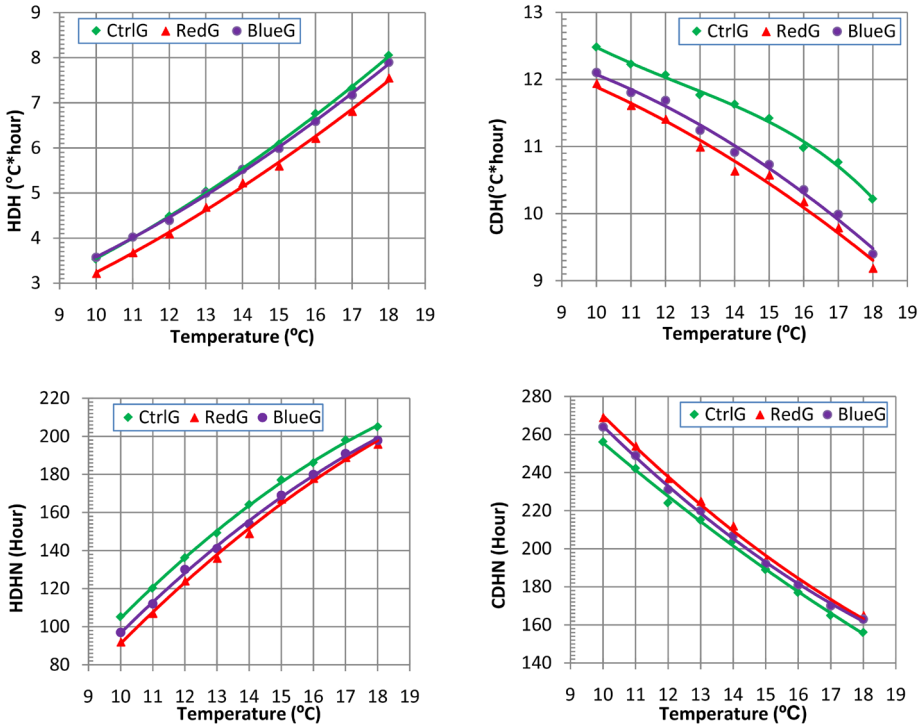 CtrlG RedG BlueG
HDH (°C*hour)
8
7
6
5
4
3
9 10 11 12 13 14 15 16 17 18 19
Temperature (ºC)
CtrlG RedG BlueG
CDH(°C*hour)
13
12
11
10
9
9 10 11 12 13 14 15 16 17 18 19
Temperature (ºC)
CtrlG RedG BlueG
HDHN (Hour)
220
200
180
160
140
120
100
80
9 10 11 12 13 14 15 16 17 18 19
Temperature (ºC)
CtrlG RedG BlueG
CDHN (Hour)
280
260
240
220
200
180
160
140
9 10 11 12 13 14 15 16 17 18 19
Temperature (ºC)